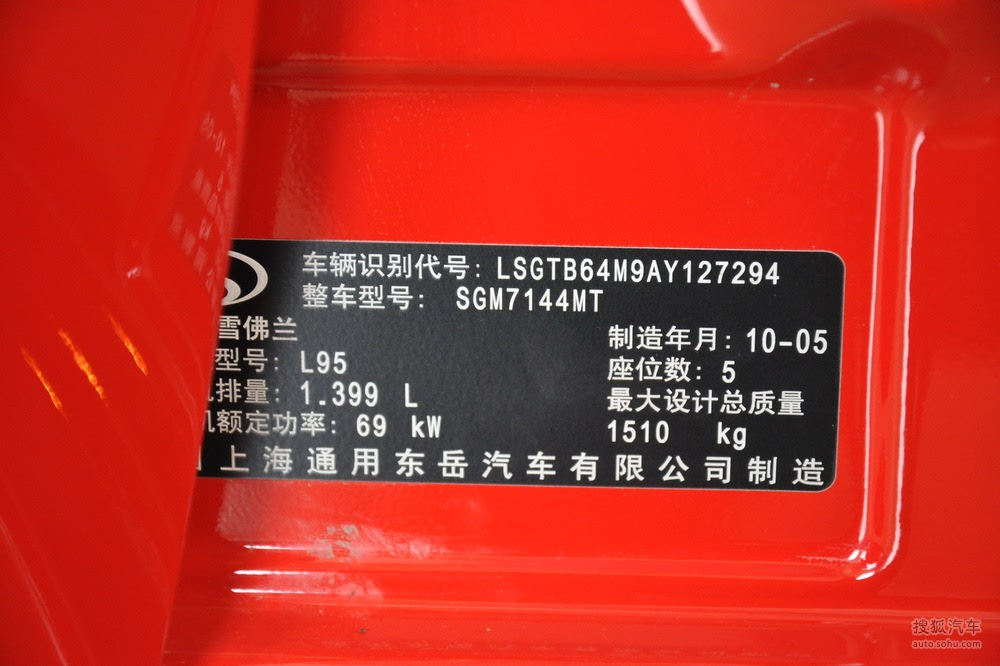 车辆识别代号: LSGTB64M9AY127294
整车型号: SGM7144MT
雪佛兰
制造年月: 10-05
型号: L95
座位数: 5
排量: 1.399 L
最大设计总质量
机额定功率: 69 kW
1510 kg
上海通用东岳汽车有限公司制造
搜狐汽车
auto.sohu.com